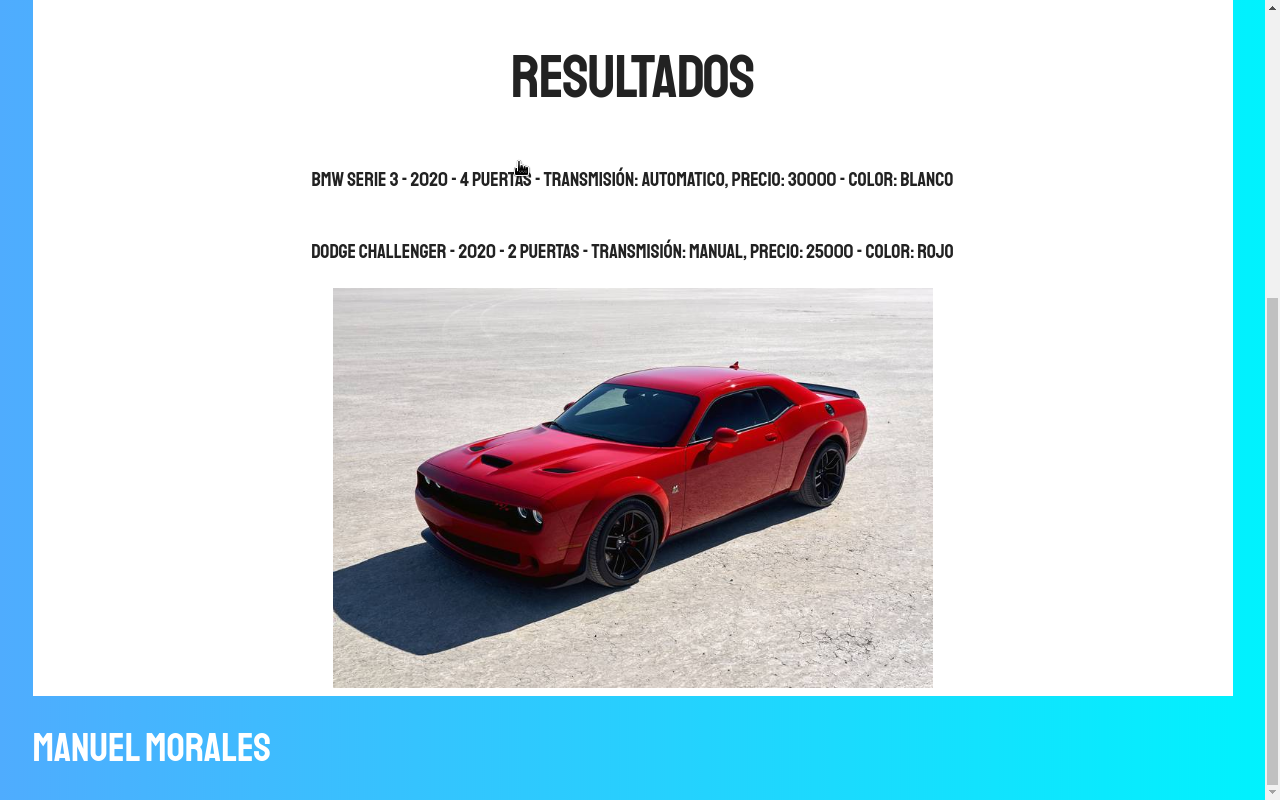 RESULTADOS
BMW SERIE 3 - 2020 - 4 PUERTAS - TRANSMISIÓN: AUTOMATICO, PRECIO: 30000 - COLOR: BLANCO
DODGE CHALLENGER - 2020 - 2 PUERTAS - TRANSMISIÓN: MANUAL, PRECIO: 25000 - COLOR: ROJO
MANUEL MORALES